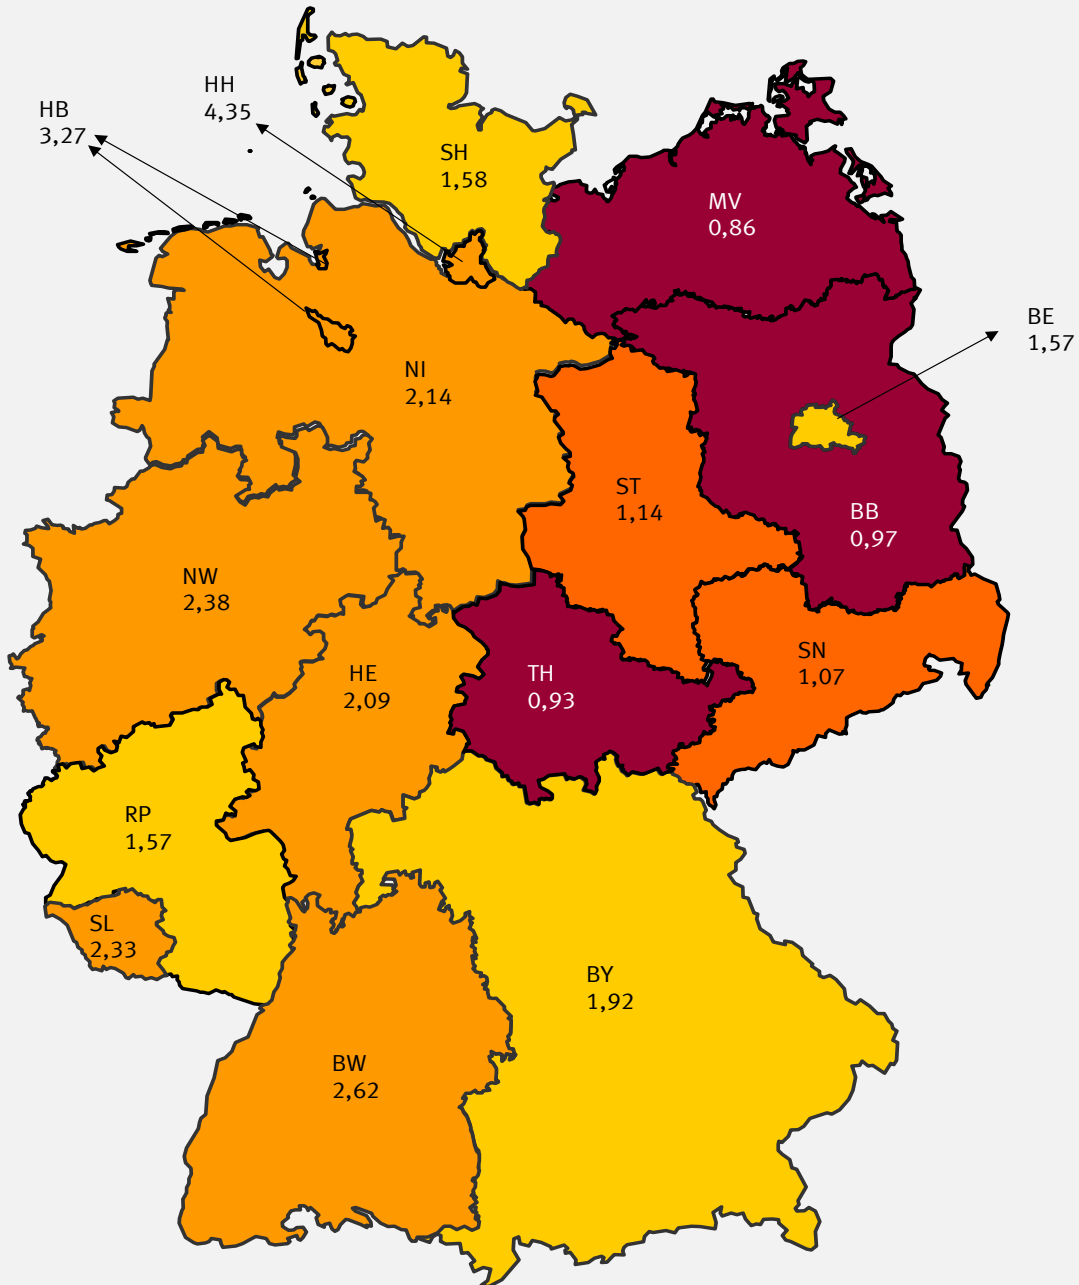 HH
4,35
HB
3,27
SH
1,58
MV
0,86
BE
1,57
NI
2,14
ST
1,14
BB
0,97
NW
2,38
SN
1,07
HE
2,09
TH
0,93
RP
1,57
SL
2,33
BY
1,92
BW
2,62